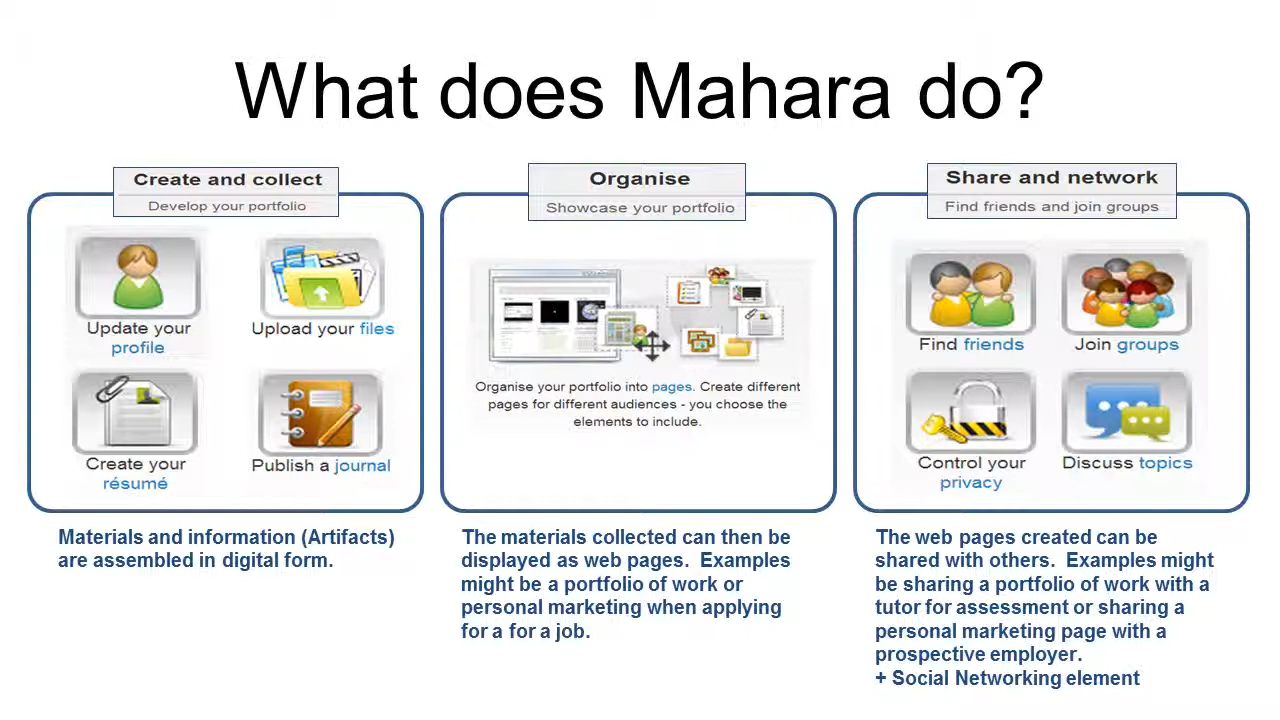 What does Mahara do?
Create and collect
Develop your portfolio
Update your
profile
Upload your files
Create your
résumé
Publish a journal
Materials and information (Artifacts)
are assembled in digital form.
Organise
Showcase your portfolio
Organise your portfolio into pages. Create different
pages for different audiences - you choose the
elements to include.
The materials collected can then be
displayed as web pages.  Examples
might be a portfolio of work or
personal marketing when applying
for a for a job.
Share and network
Find friends and join groups
Find friends
Join groups
Control your
privacy
Discuss topics
The web pages created can be
shared with others.  Examples might
be sharing a portfolio of work with a
tutor for assessment or sharing a
personal marketing page with a
prospective employer.
+ Social Networking element